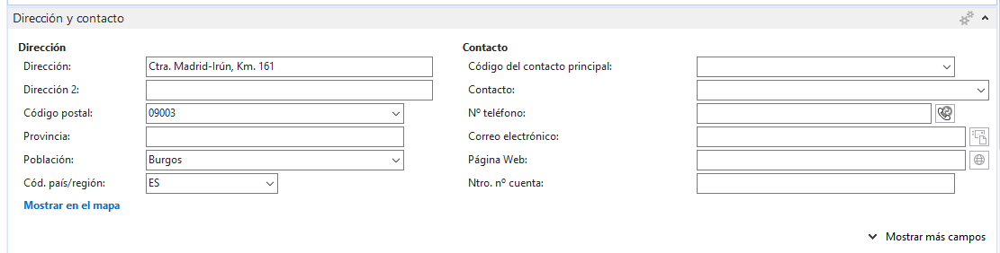 Dirección y contacto
Dirección
Dirección: Ctra. Madrid-Irún, Km. 161
Dirección 2:
Código postal: 09003
Provincia:
Población: Burgos
Cód. país/región: ES
Mostrar en el mapa
Contacto
Código del contacto principal:
Contacto:
Nº teléfono:
Correo electrónico:
Página Web:
Ntro. nº cuenta:
Mostrar más campos